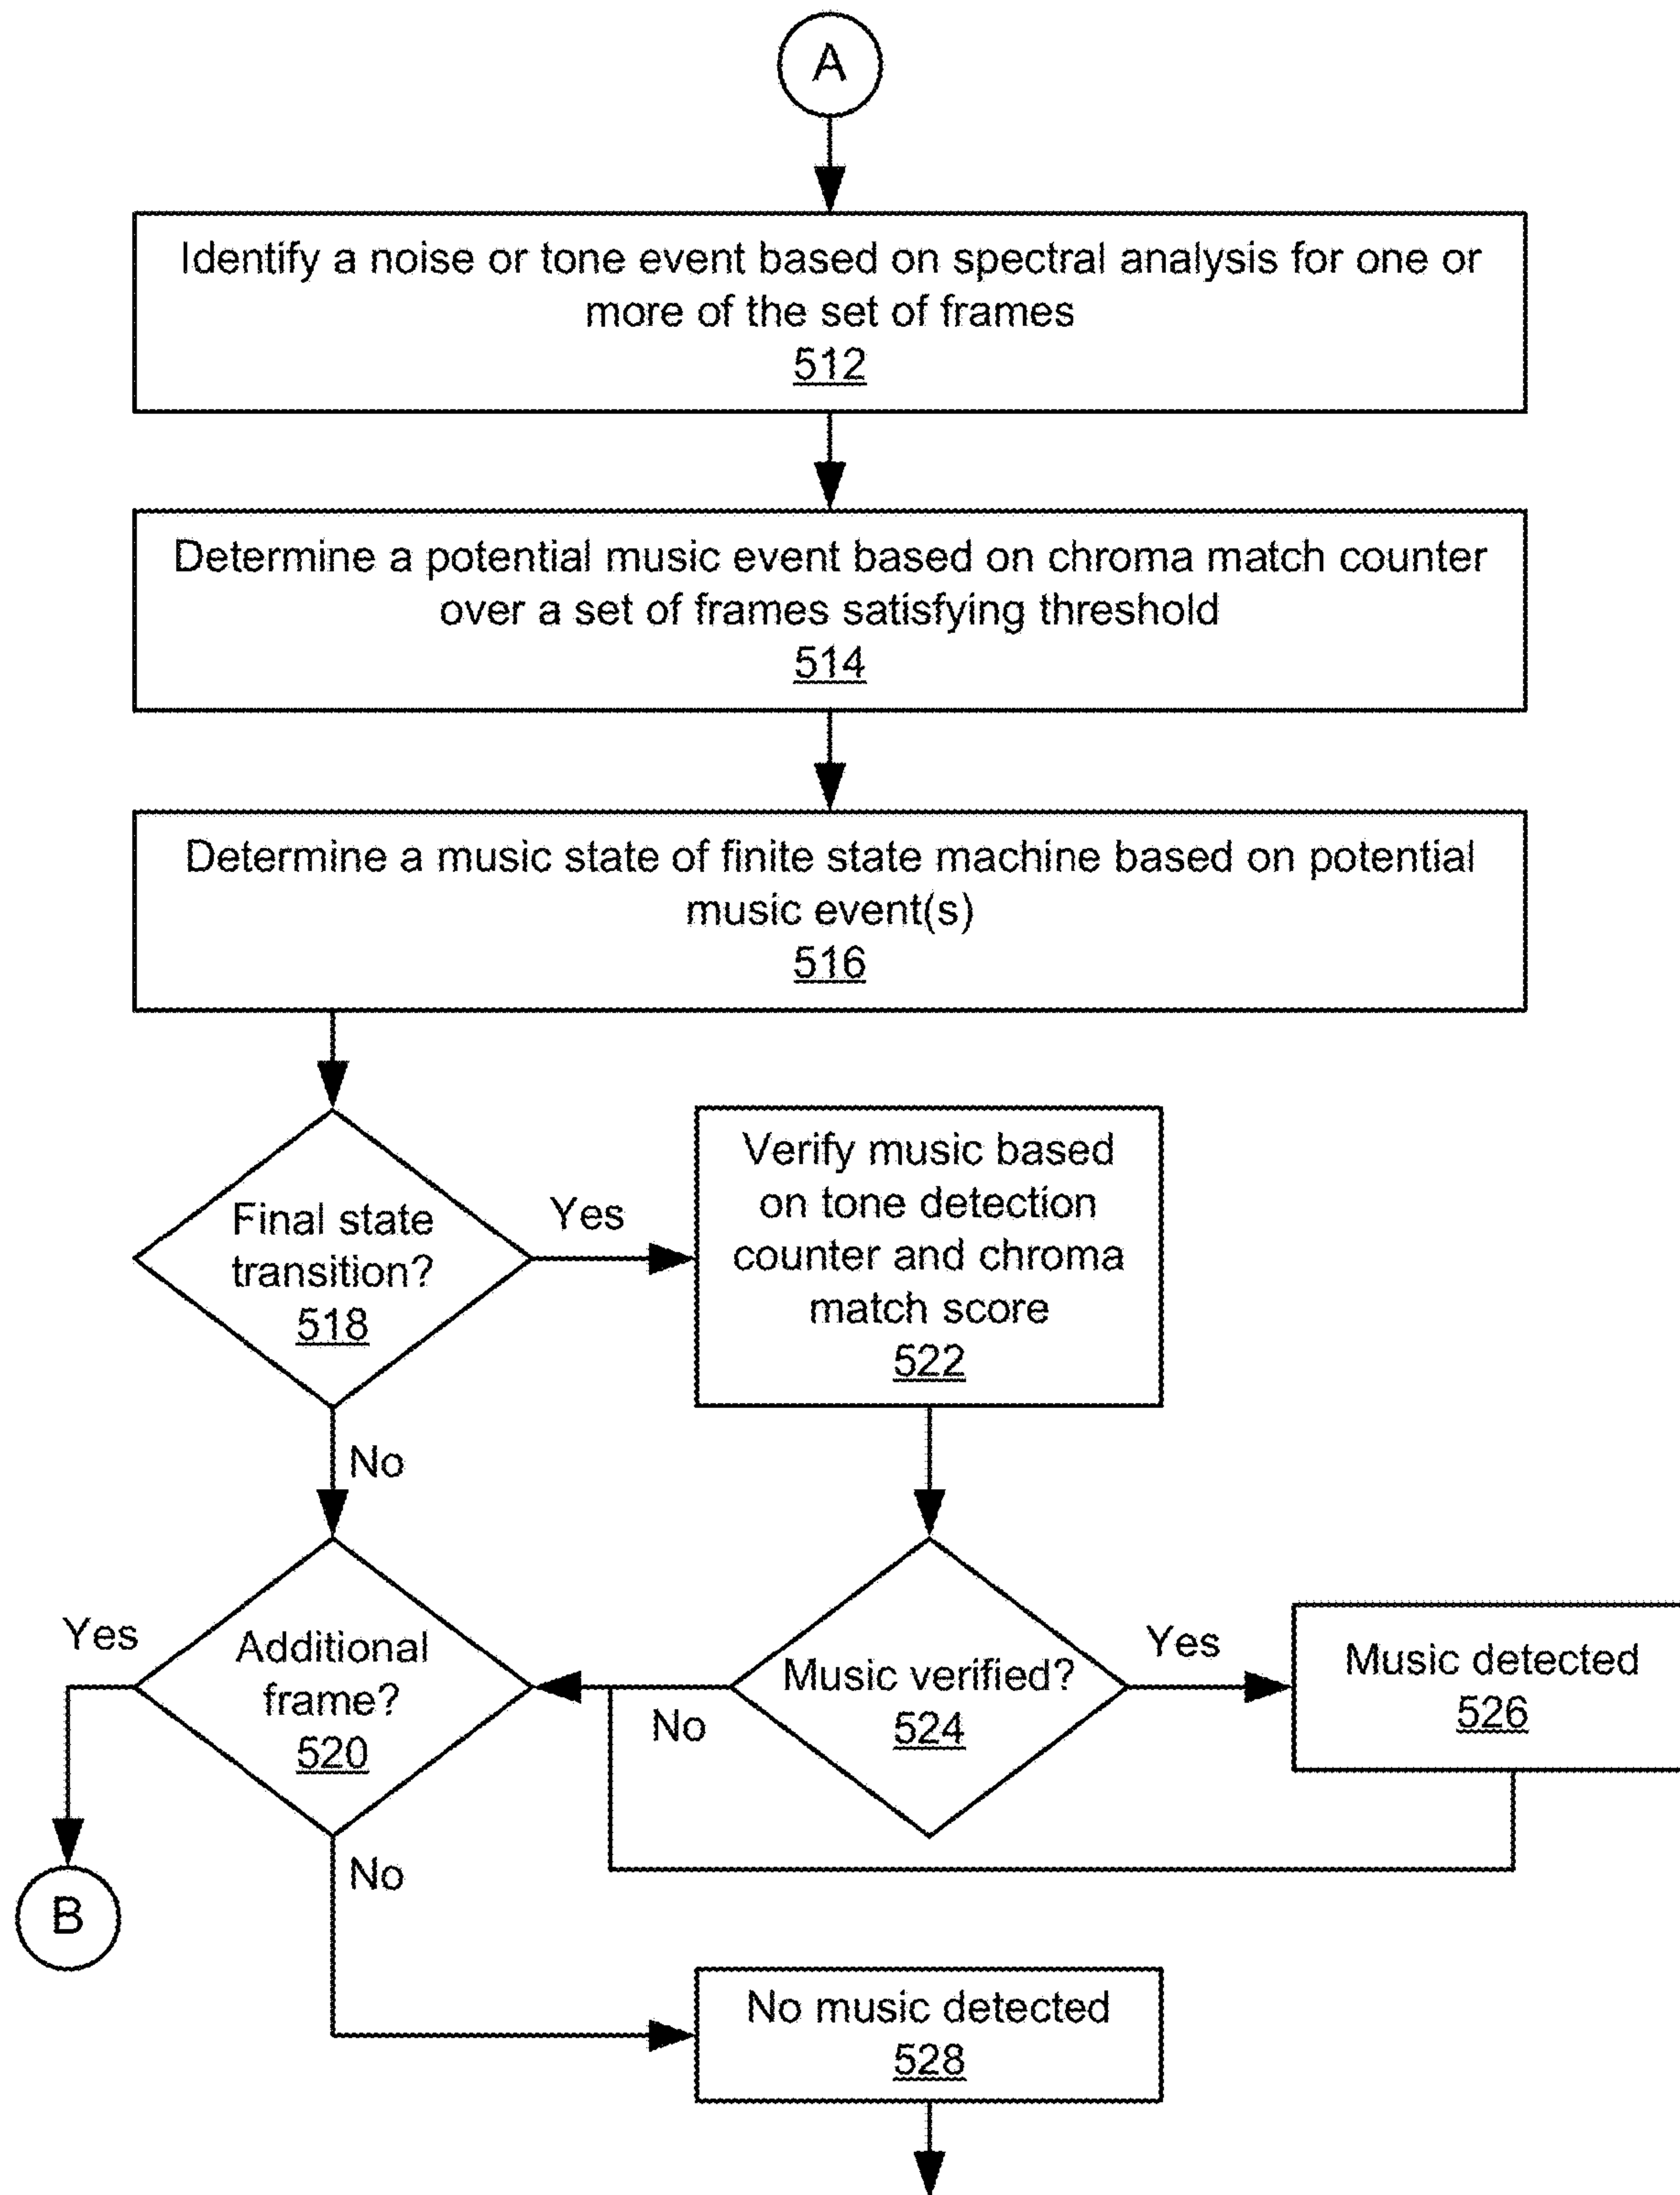 A
Identify a noise or tone event based on spectral analysis for one or
more of the set of frames
512
Determine a potential music event based on chroma match counter
over a set of frames satisfying threshold
514
Determine a music state of finite state machine based on potential
music event(s)
516
Final state
transition?
518
Yes
Verify music based
on tone detection
counter and chroma
match score
522
No
Additional
frame?
520
Yes
Music verified?
524
No
Yes
Music detected
526
B
No
No music detected
528